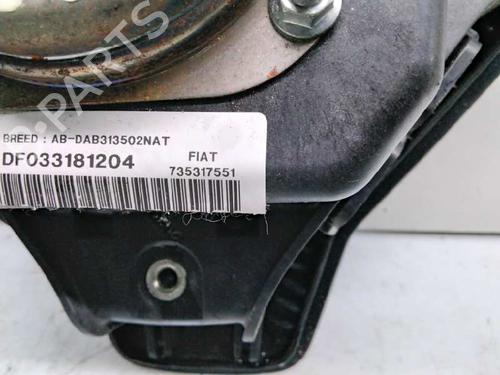 PARTS
BREED : AB-DAB313502NAT
DF033181204
FIAT
735317551